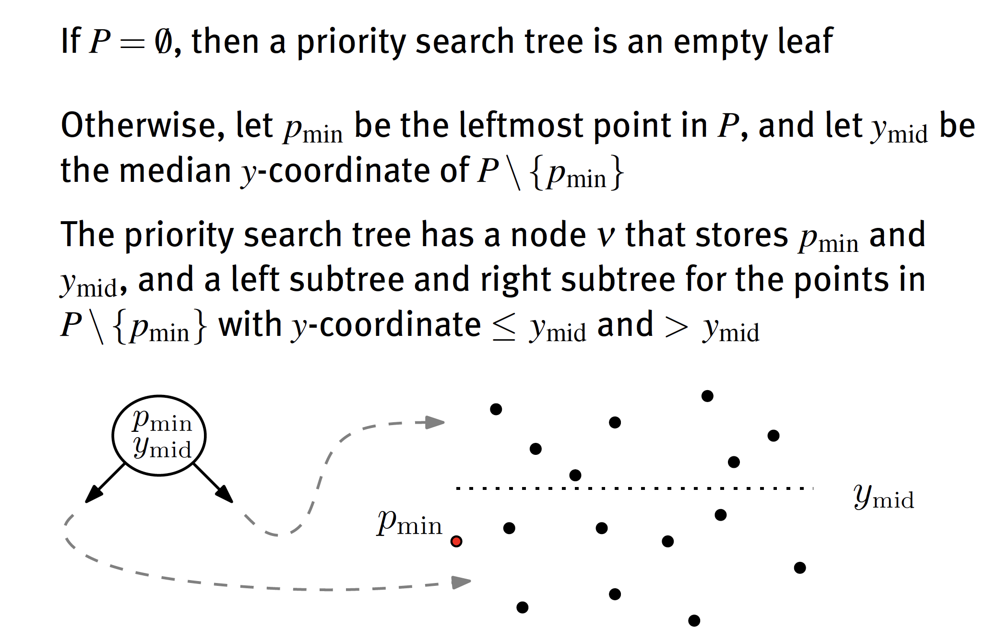 If P = ∅, then a priority search tree is an empty leaf
Otherwise, let p_min be the leftmost point in P, and let y_mid be
the median y-coordinate of P \ {p_min}
The priority search tree has a node ν that stores p_min and
y_mid, and a left subtree and right subtree for the points in
P \ {p_min} with y-coordinate ≤ y_mid and > y_mid
p_min
y_mid
y_mid
p_min